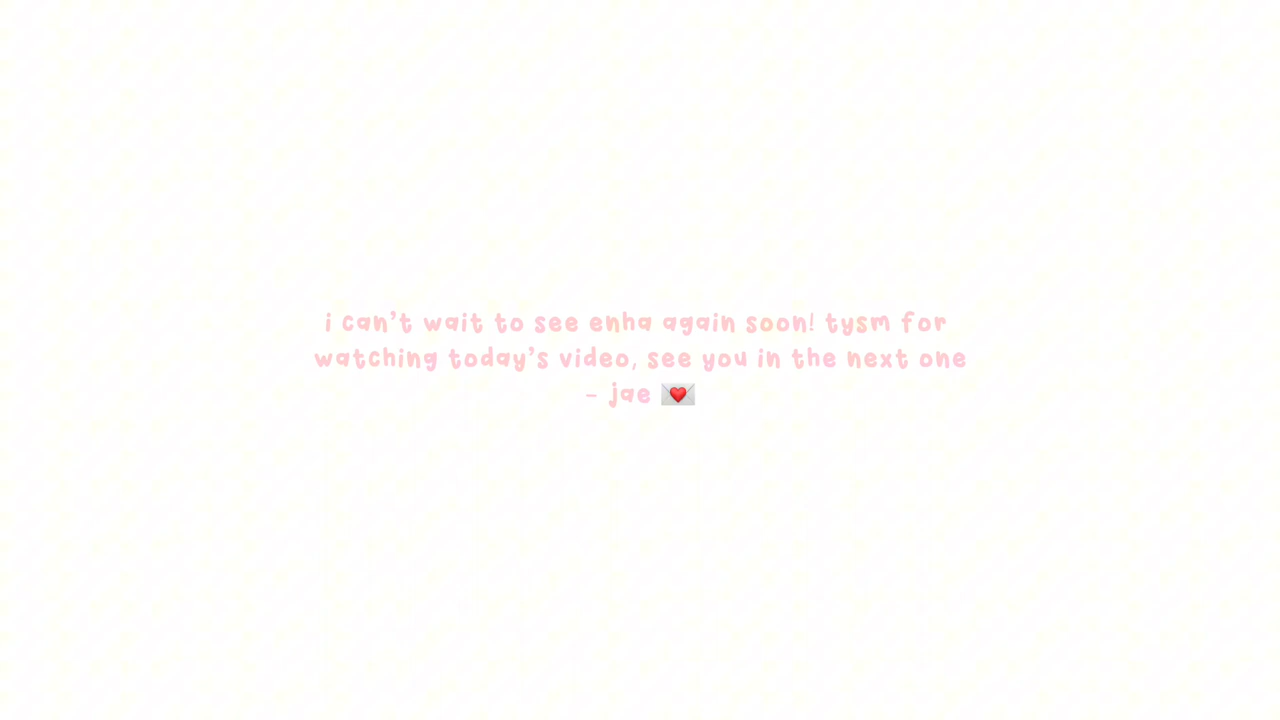 i can't wait to see enha again soon! tysm for
watching today's video, see you in the next one
- jae 💌